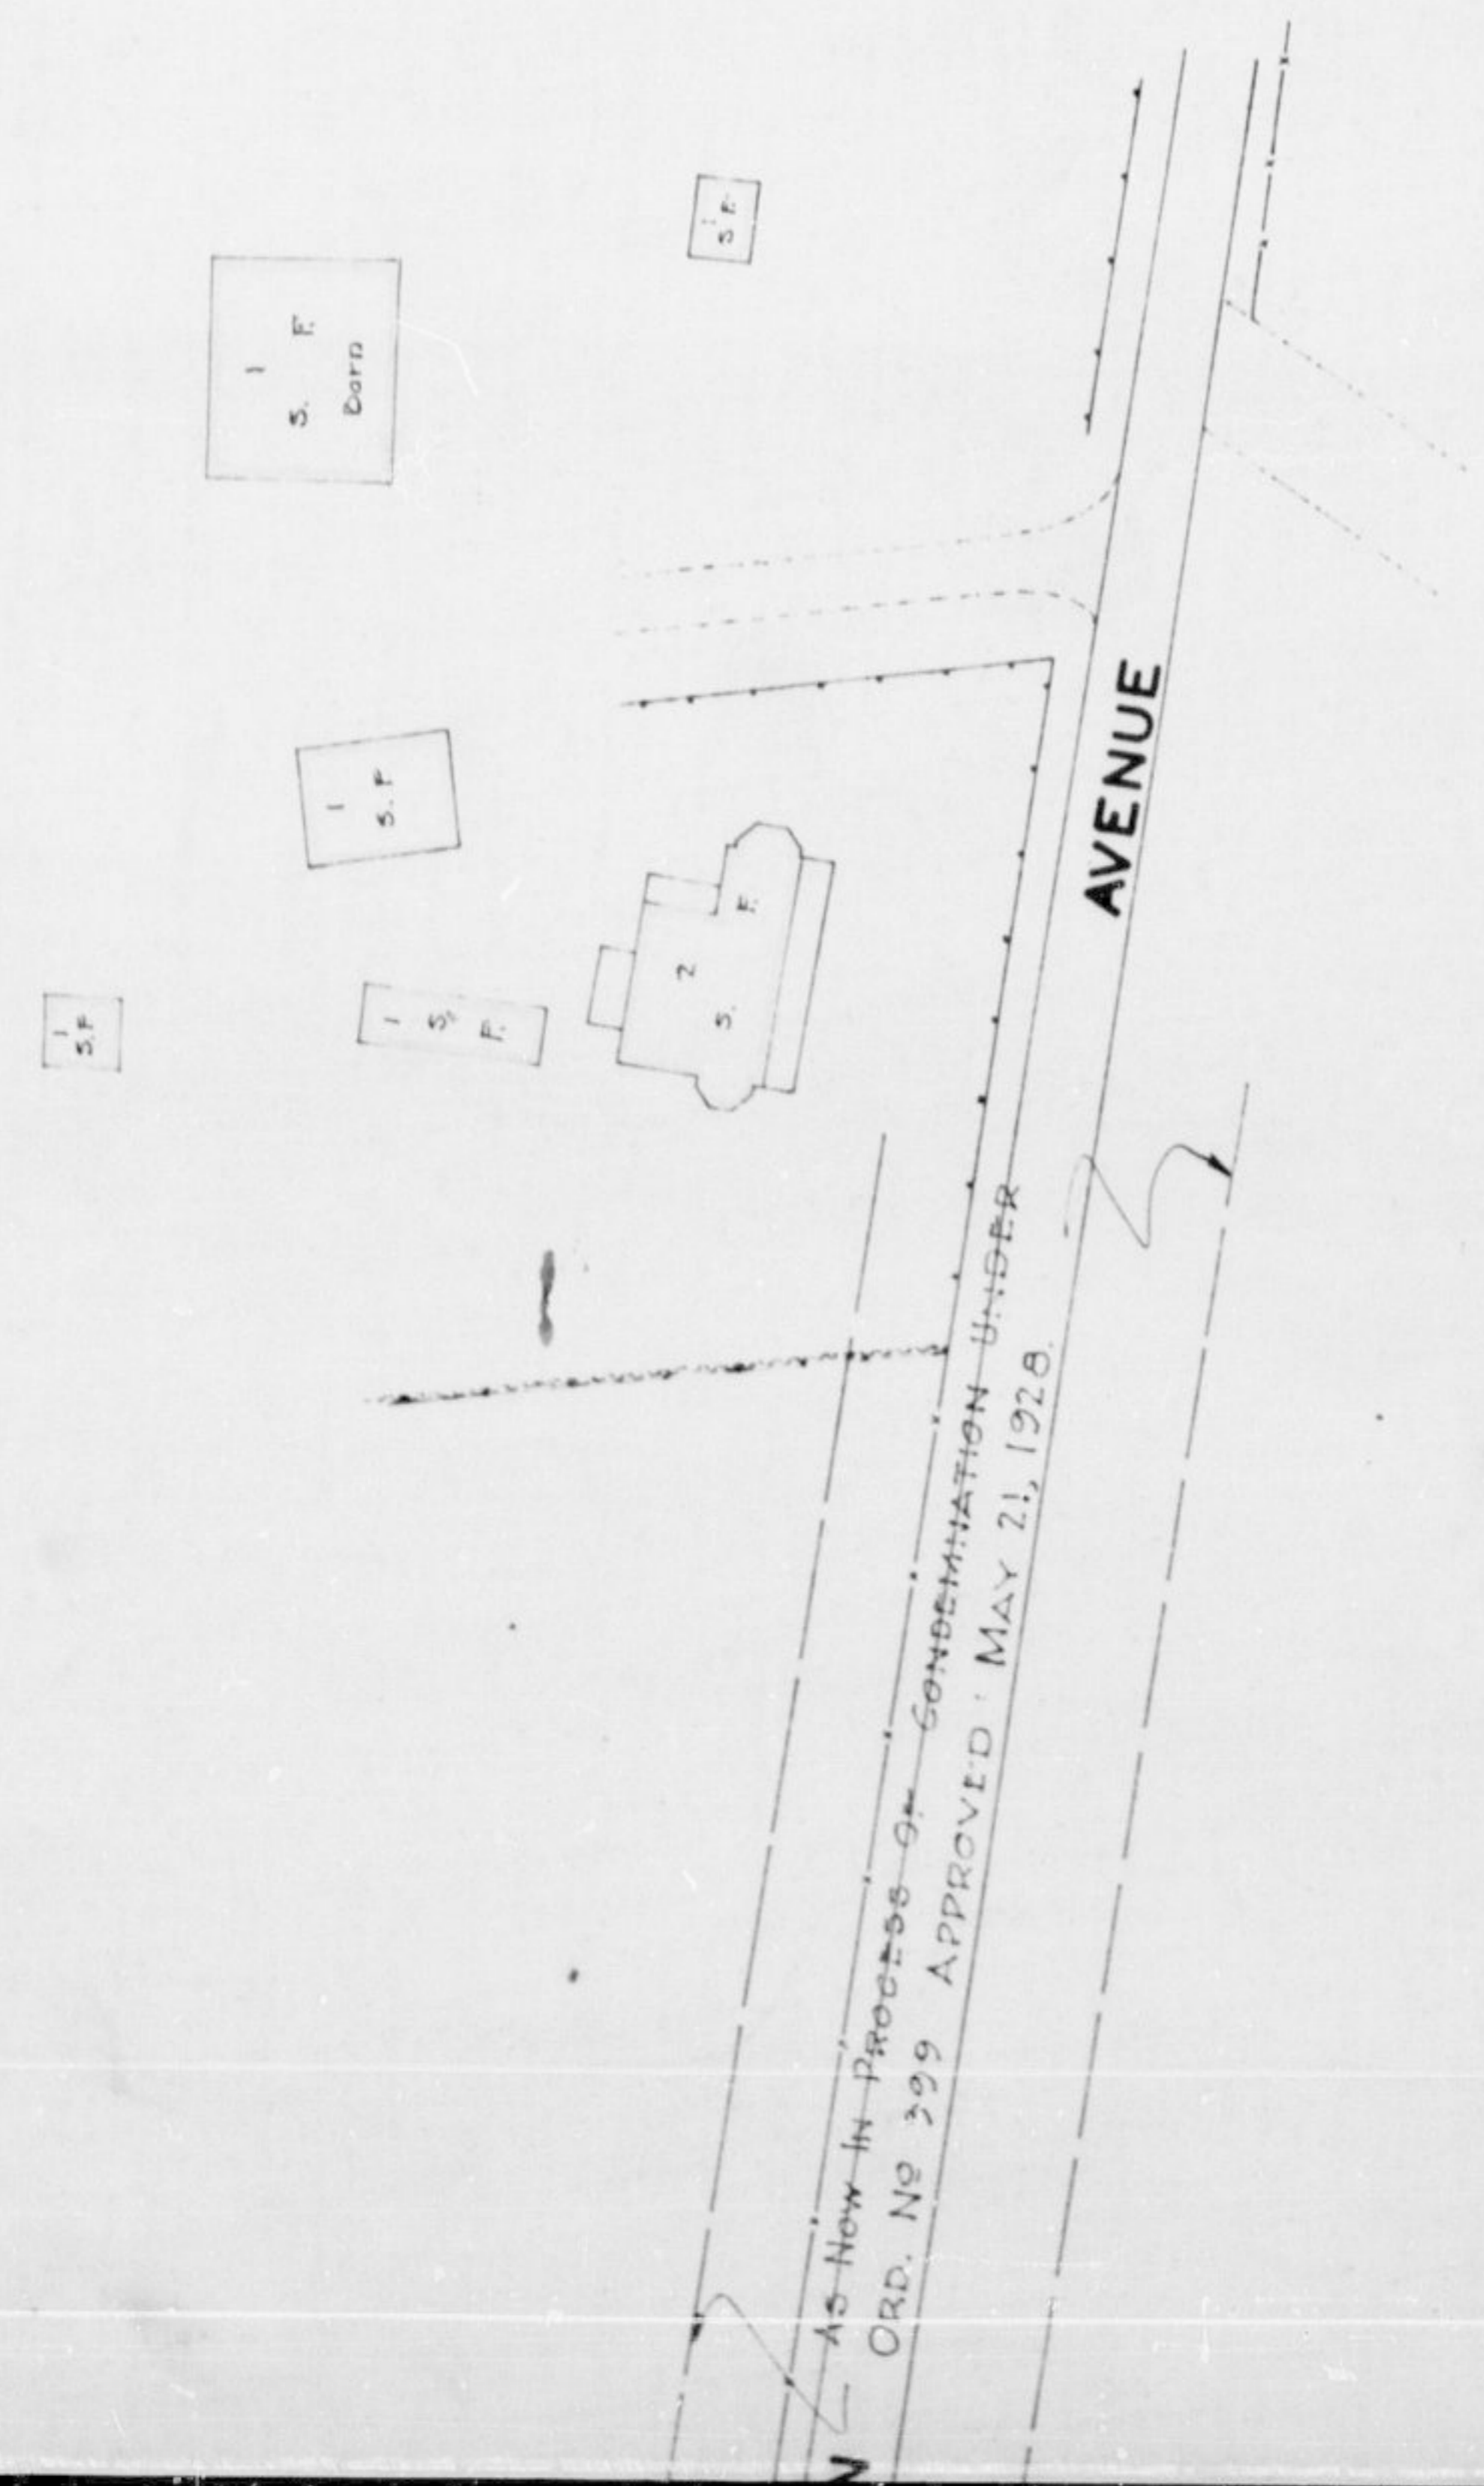 1
S. F.
Barn
1
S F.
1
S. F
1
S. F
1
S. F.
2
S. F.
AVENUE
N
AS NOW IN PROCESS OF CONDEMNATION UNDER
ORD. Nº 399 APPROVED: MAY 21, 1928.